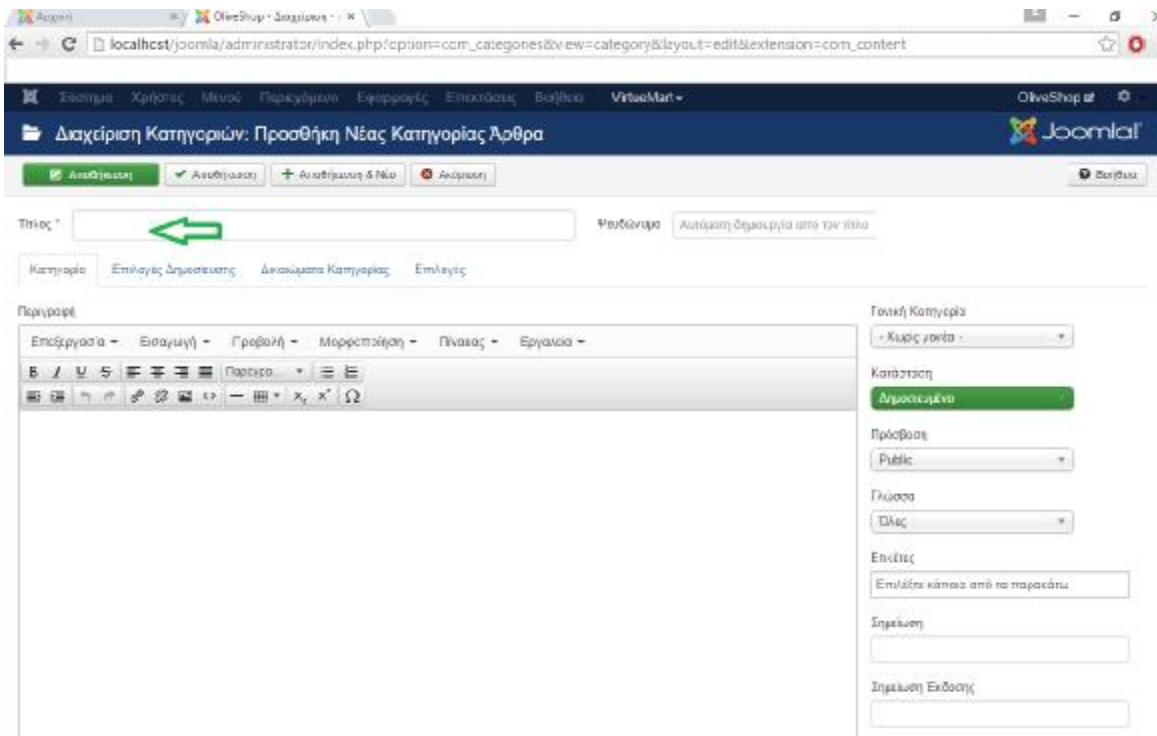 Αρχική OliveShop - Διαχείριση -
localhost/joomla/administrator/index.php?option=com_categories&view=category&layout=edit&extension=com_content
Σύστημα Χρήστες Μενού Περιεχόμενο Εφαρμογές Επεκτάσεις Βοήθεια VirtueMart OliveShop
Διαχείριση Κατηγοριών: Προσθήκη Νέας Κατηγορίας Άρθρα Joomla!
Αποθήκευση Αποθήκευση + Αποθήκευση & Νέο Ακύρωση Βοήθεια
Τίτλος * Ψευδώνυμο Αυτόματη δημιουργία από τον τίτλο
Κατηγορία Επιλογές Δημοσίευσης Δικαιώματα Κατηγορίας Επιλογές
Περιγραφή Γονική Κατηγορία
Επεξεργασία Εισαγωγή Προβολή Μορφοποίηση Πίνακας Εργαλεία - Χωρίς γονέα -
B I U S Παράγρα...
Κατάσταση
Δημοσιευμένο
Πρόσβαση
Public
Γλώσσα
Όλες
Ετικέτες
Επιλέξτε κάποια από τα παρακάτω
Σημείωση
Σημείωση Έκδοσης